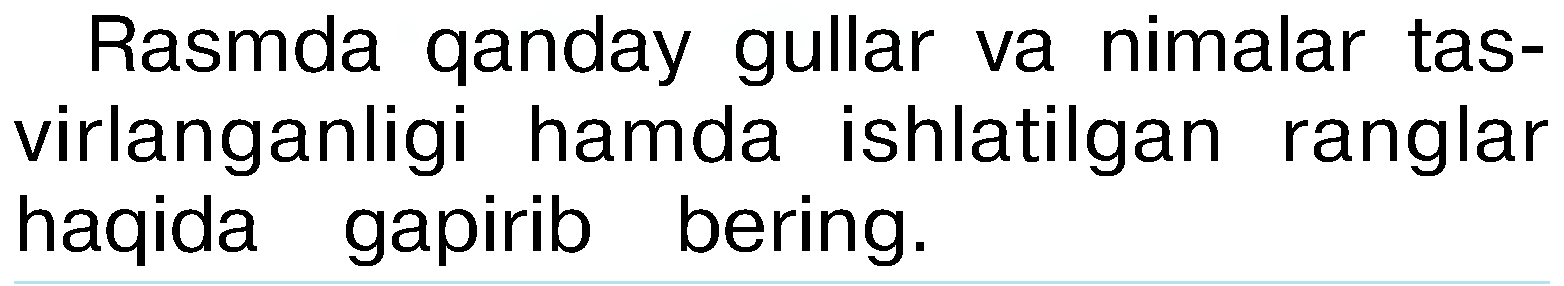 Rasmda qanday gullar va nimalar tas-
virlanganligi hamda ishlatilgan ranglar
haqida gapirib bering.